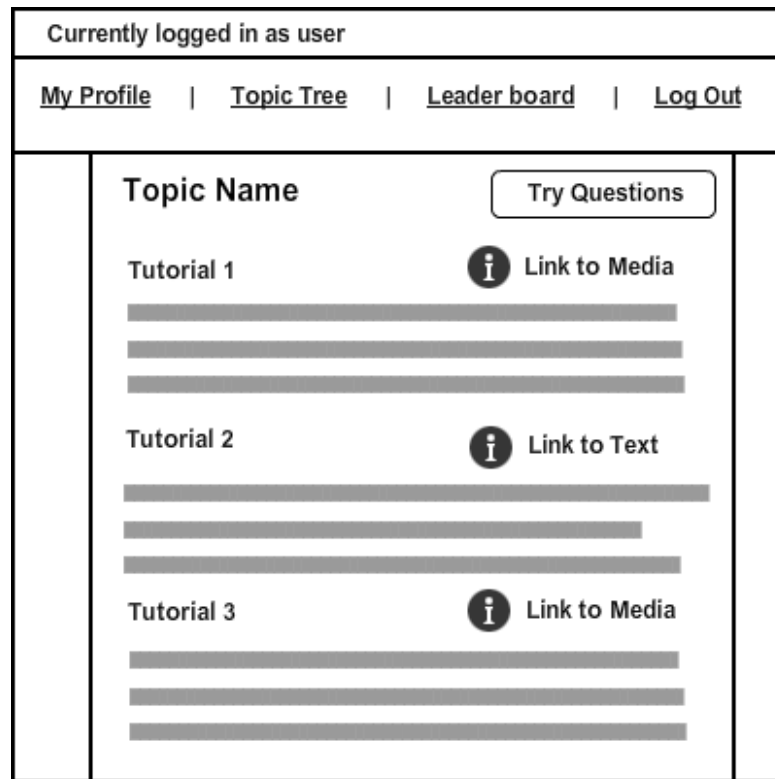 Currently logged in as user
My Profile | Topic Tree | Leader board | Log Out
Topic Name Try Questions
Tutorial 1 Link to Media
Tutorial 2 Link to Text
Tutorial 3 Link to Media